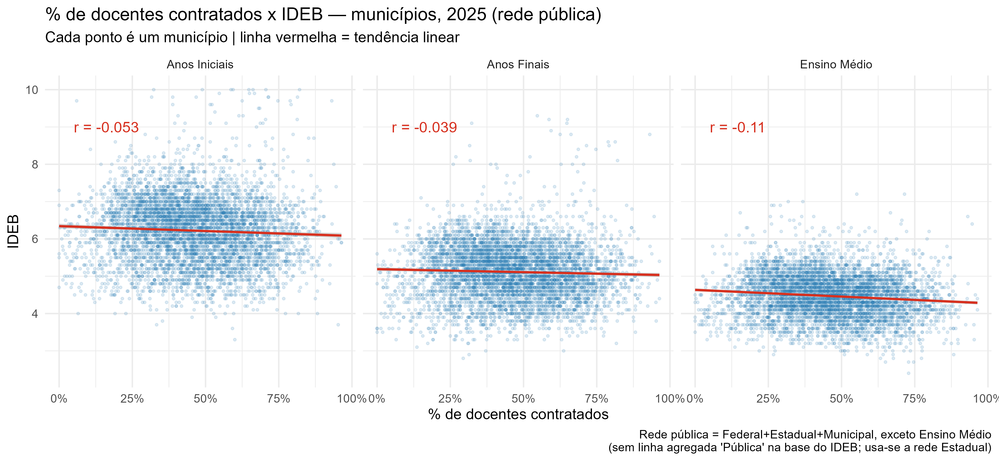 % de docentes contratados x IDEB — municípios, 2025 (rede pública)
Cada ponto é um município | linha vermelha = tendência linear
Anos Iniciais
Anos Finais
Ensino Médio
r = -0.053
r = -0.039
r = -0.11
IDEB
10
8
6
4
0% 25% 50% 75% 100%
0% 25% 50% 75% 100%
0% 25% 50% 75% 100%
% de docentes contratados
Rede pública = Federal+Estadual+Municipal, exceto Ensino Médio
(sem linha agregada 'Pública' na base do IDEB; usa-se a rede Estadual)